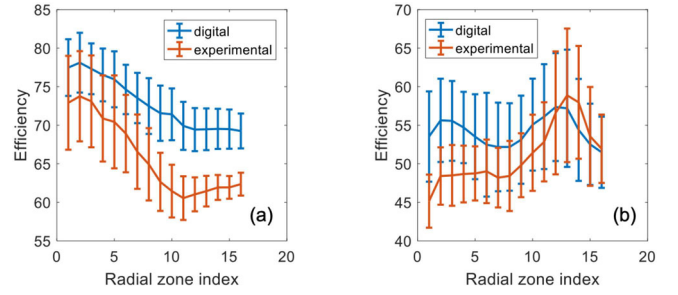 85
80
75
70
65
60
55
Efficiency
digital
experimental
(a)
0 5 10 15 20
Radial zone index
70
65
60
55
50
45
40
Efficiency
digital
experimental
(b)
0 5 10 15 20
Radial zone index